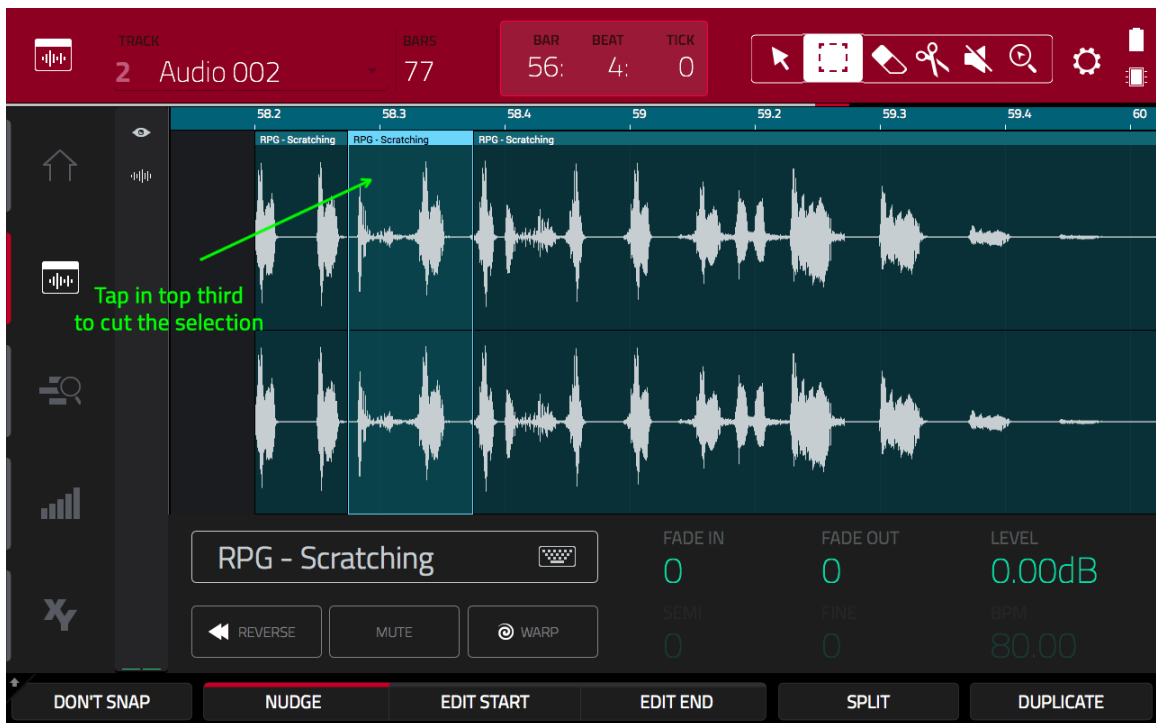 TRACK
BARS
BAR BEAT TICK
2 Audio 002
77
56: 4: 0
58.2 58.3 58.4 59 59.2 59.3 59.4 60
RPG - Scratching RPG - Scratching RPG - Scratching
Tap in top third
to cut the selection
RPG - Scratching
FADE IN FADE OUT LEVEL
0 0 0.00dB
REVERSE MUTE WARP
SEMI FINE BPM
0 0 80.00
XY
DON'T SNAP NUDGE EDIT START EDIT END SPLIT DUPLICATE